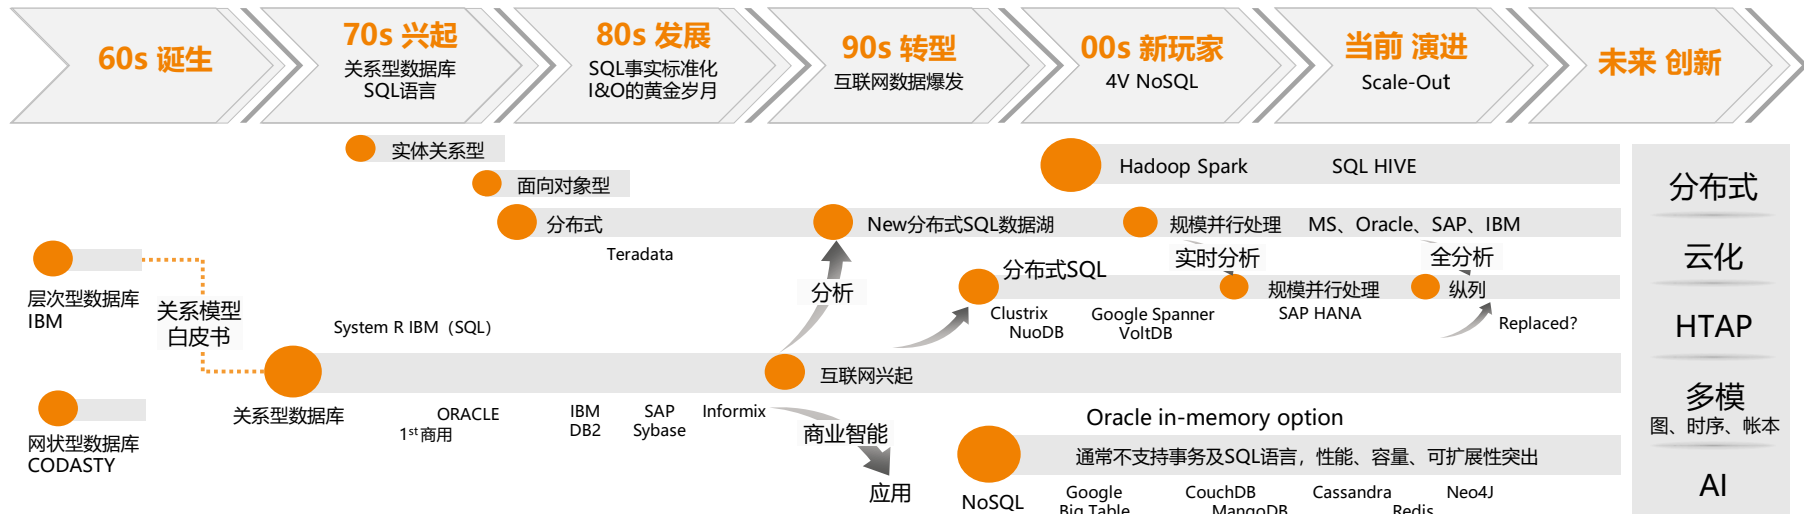 60s 诞生
70s 兴起
关系型数据库
SQL语言
80s 发展
SQL事实标准化
I&O的黄金岁月
90s 转型
互联网数据爆发
00s 新玩家
4V NoSQL
当前 演进
Scale-Out
未来 创新
实体关系型
Hadoop Spark
SQL HIVE
面向对象型
分布式
Teradata
New分布式SQL数据湖
规模并行处理
MS、Oracle、SAP、IBM
实时分析
全分析
层次型数据库
IBM
关系模型
白皮书
System R IBM（SQL）
分析
分布式SQL
规模并行处理
纵列
Clustrix
NuoDB
Google Spanner
VoltDB
SAP HANA
Replaced?
互联网兴起
关系型数据库
ORACLE
1st商用
IBM
DB2
SAP
Sybase
Informix
商业智能
应用
网状型数据库
CODASTY
Oracle in-memory option
通常不支持事务及SQL语言，性能、容量、可扩展性突出
NoSQL
Google
Big Table
CouchDB
MangoDB
Cassandra
Redis
Neo4J
分布式
云化
HTAP
多模
图、时序、帐本
AI